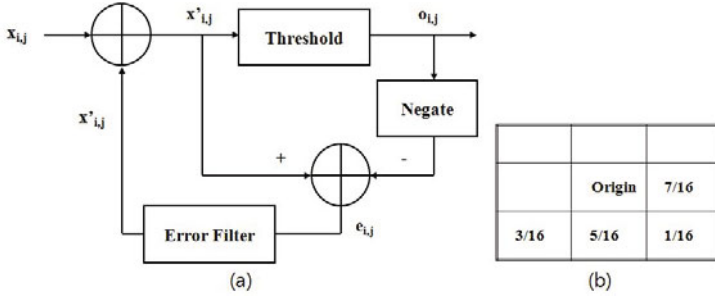 x'i,j
oi,j
xi,j
Threshold
Negate
x'i,j
+
-
Origin 7/16
3/16 5/16 1/16
Error Filter
ei,j
(a)
(b)